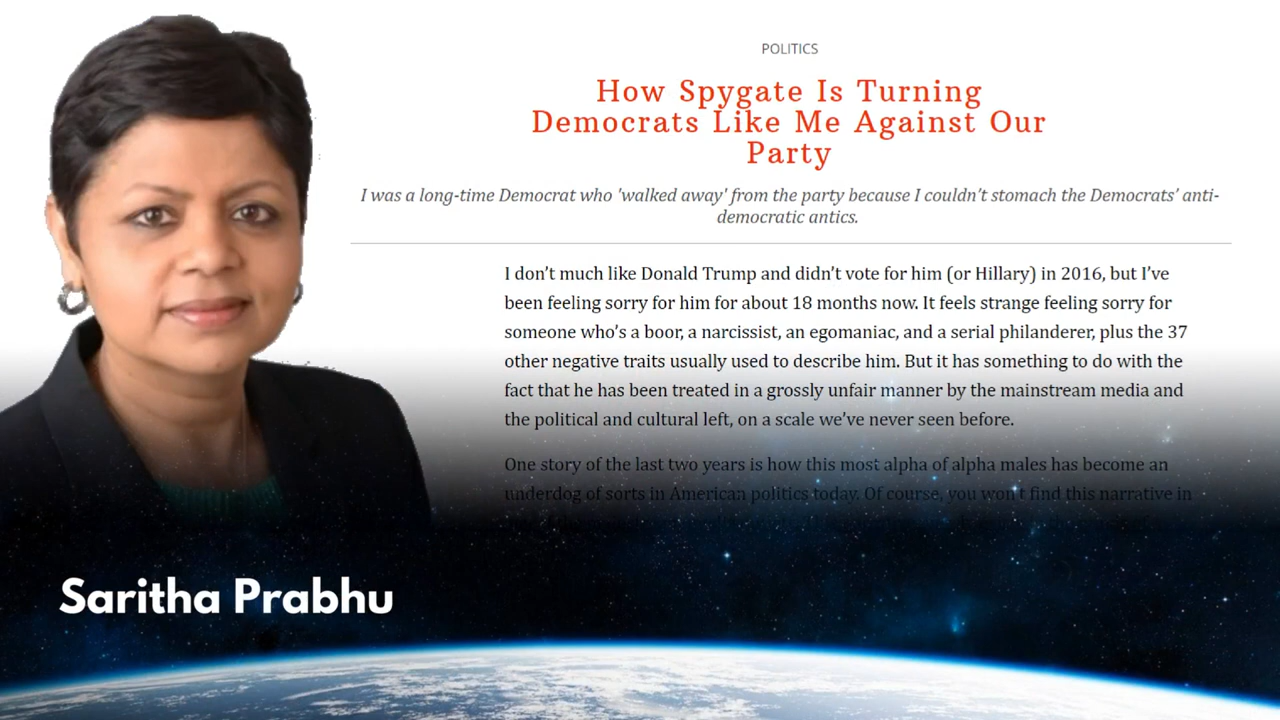 POLITICS
How Spygate Is Turning
Democrats Like Me Against Our
Party
I was a long-time Democrat who 'walked away' from the party because I couldn’t stomach the Democrats’ anti-
democratic antics.
I don’t much like Donald Trump and didn’t vote for him (or Hillary) in 2016, but I’ve
been feeling sorry for him for about 18 months now. It feels strange feeling sorry for
someone who’s a boor, a narcissist, an egomaniac, and a serial philanderer, plus the 37
other negative traits usually used to describe him. But it has something to do with the
fact that he has been treated in a grossly unfair manner by the mainstream media and
the political and cultural left, on a scale we’ve never seen before.
One story of the last two years is how this most alpha of alpha males has become an
underdog of sorts in American politics today. Of course, you won’t find this narrative in
Saritha Prabhu